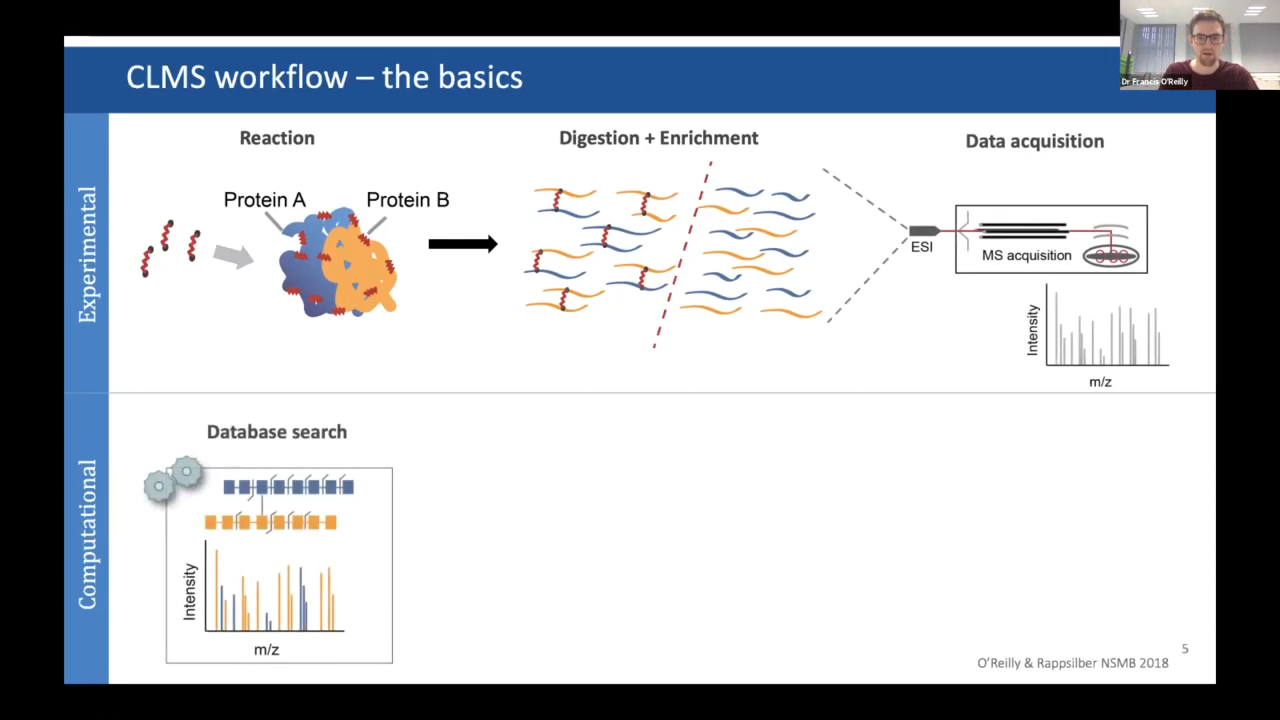 Dr Francis O'Reilly
CLMS workflow – the basics
Experimental
Reaction
Digestion + Enrichment
Data acquisition
Protein A
Protein B
ESI
MS acquisition
Intensity
m/z
Computational
Database search
Intensity
m/z
5
O'Reilly & Rappsilber NSMB 2018